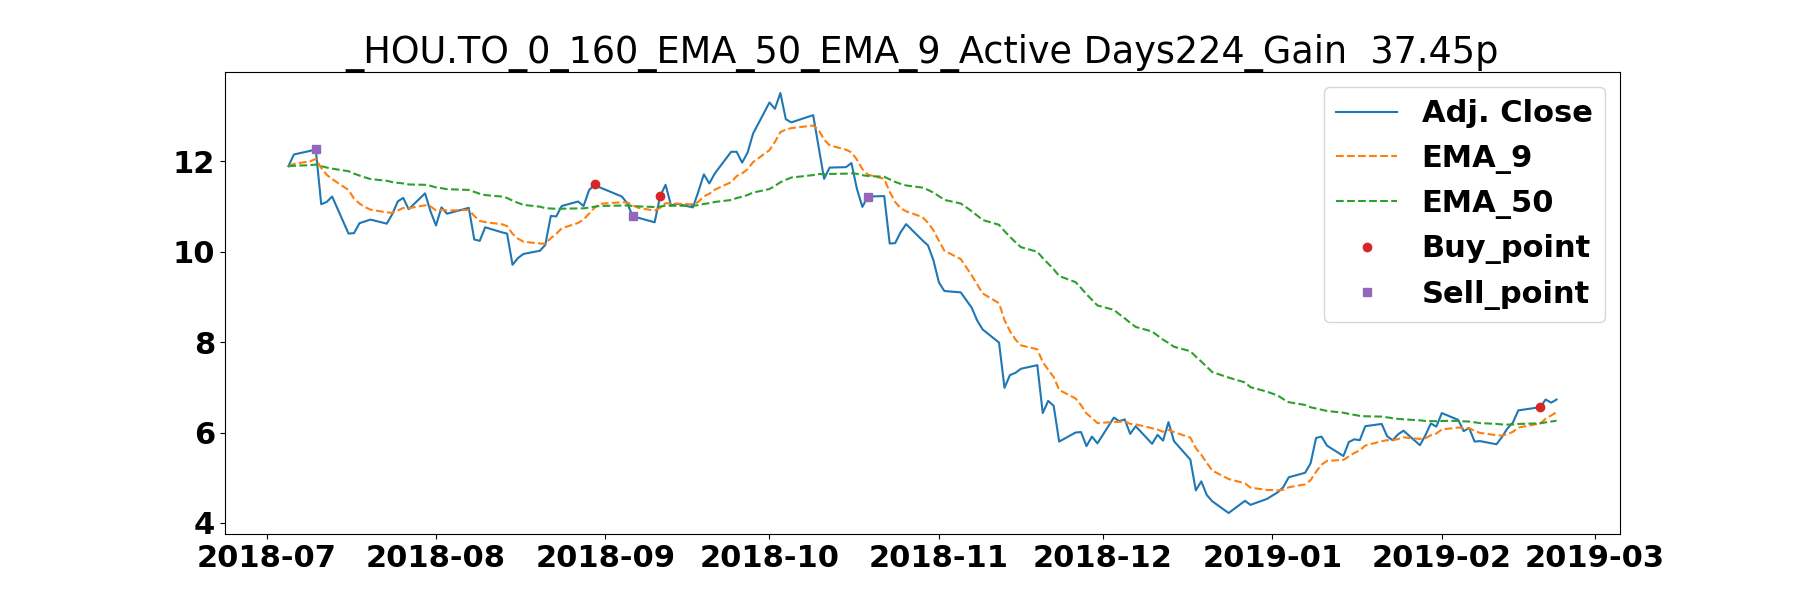 _HOU.TO_0_160_EMA_50_EMA_9_Active Days224_Gain  37.45p
Adj. Close
EMA_9
EMA_50
Buy_point
Sell_point
12
10
8
6
4
2018-07 2018-08 2018-09 2018-10 2018-11 2018-12 2019-01 2019-02 2019-03